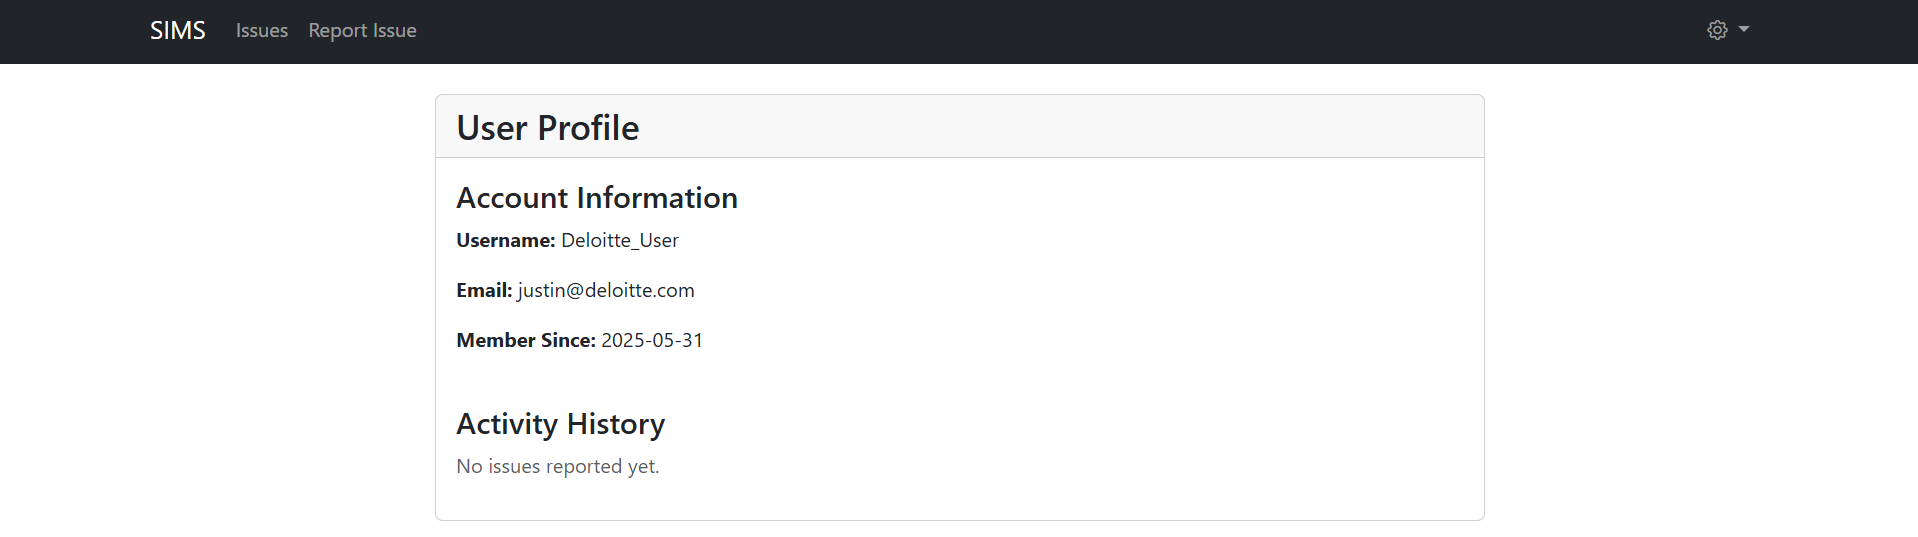 SIMS Issues Report Issue
User Profile
Account Information
Username: Deloitte_User
Email: justin@deloitte.com
Member Since: 2025-05-31
Activity History
No issues reported yet.